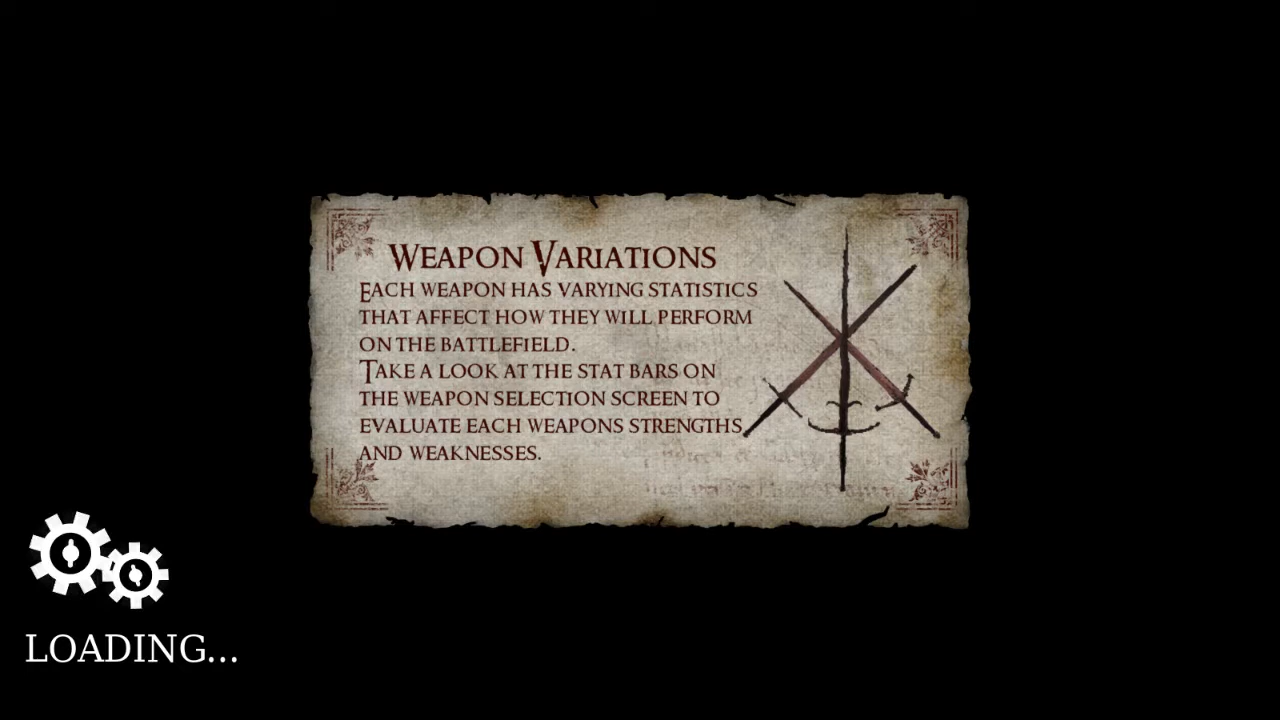 Weapon Variations
Each weapon has varying statistics
that affect how they will perform
on the battlefield.
Take a look at the stat bars on
the weapon selection screen to
evaluate each weapons strengths
and weaknesses.
LOADING...